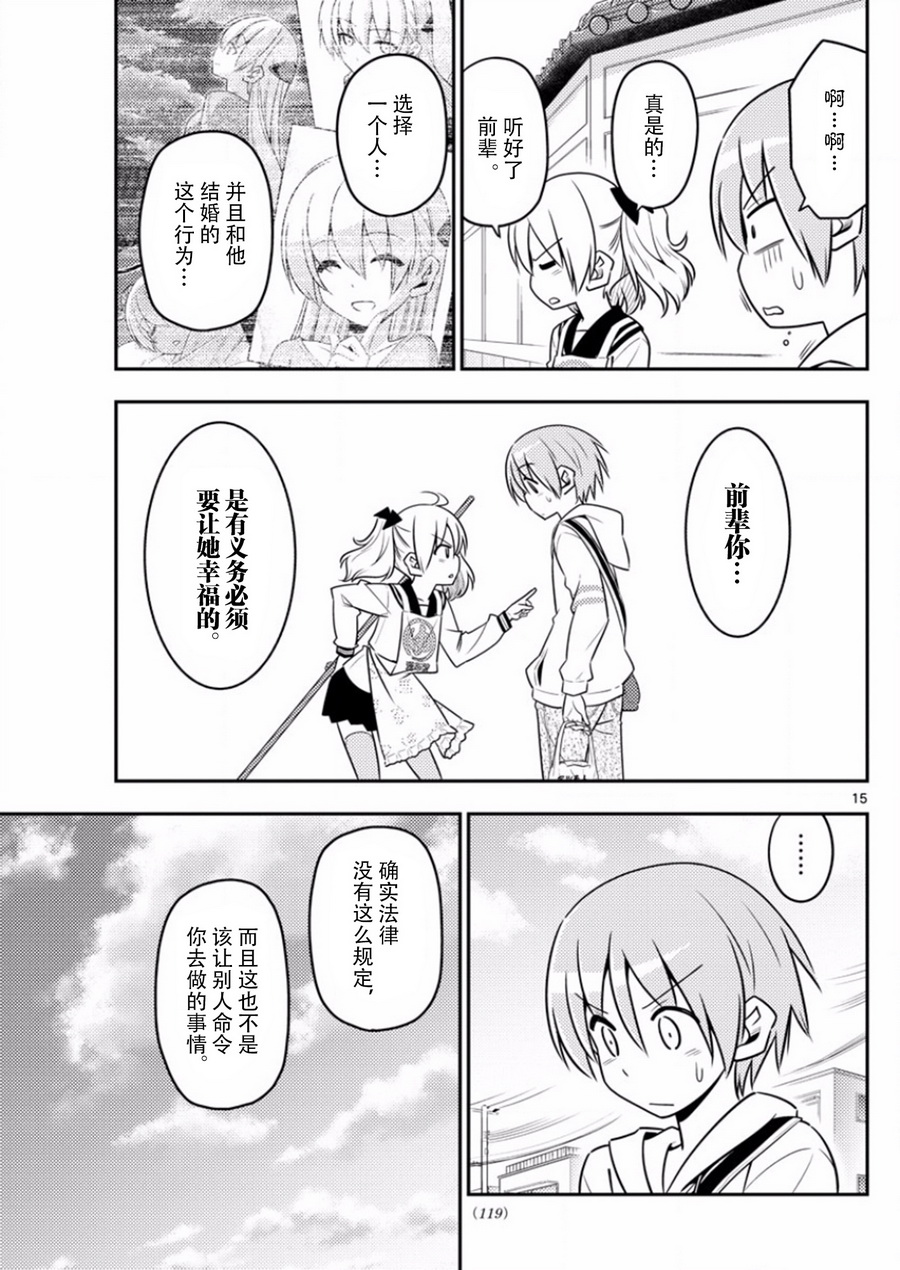 啊…啊…
真是的…
听好了
前辈。
选择
一个人…
并且和他
结婚的
这个行为…
前辈你…
是有义务必须
要让她幸福的。
15
……
确实法律
没有这么规定,
而且这也不是
该让别人命令
你去做的事情。
(119)